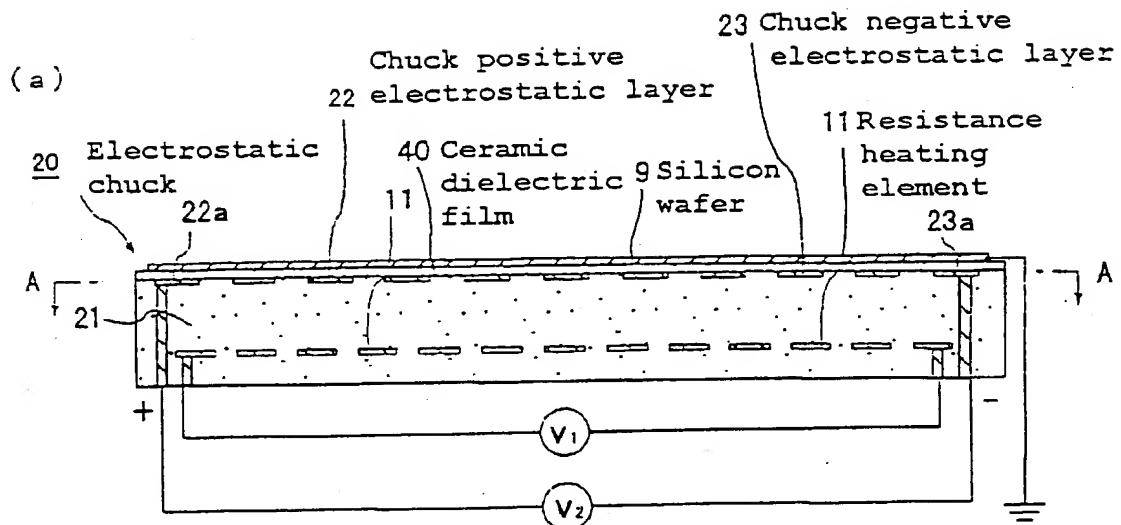 (a)
20 Electrostatic
chuck
22a
22 Chuck positive
electrostatic layer
11
40 Ceramic
dielectric
film
9 Silicon
wafer
23 Chuck negative
electrostatic layer
11 Resistance
heating
element
23a
A
A
21
+
-
V1
V2